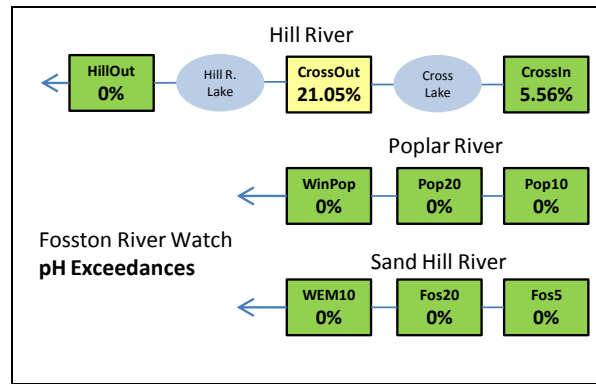 Hill River
HillOut
0%
Hill R.
Lake
CrossOut
21.05%
Cross
Lake
CrossIn
5.56%
Poplar River
WinPop
0%
Pop20
0%
Pop10
0%
Fosston River Watch
pH Exceedances
Sand Hill River
WEM10
0%
Fos20
0%
Fos5
0%